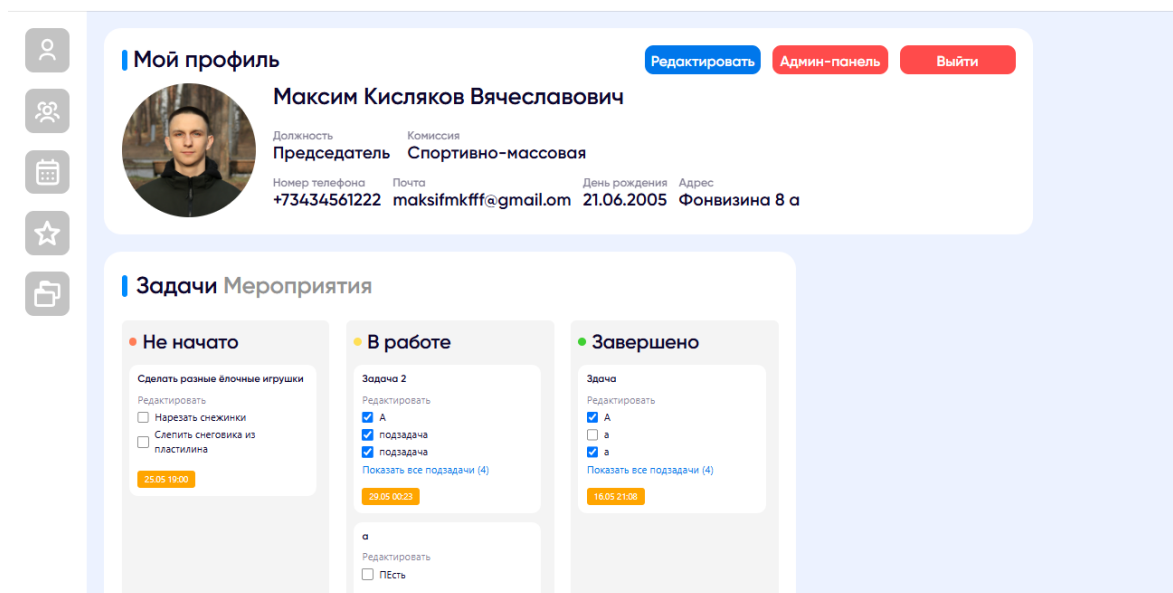 Мой профиль
Редактировать Админ-панель Выйти
Максим Кисляков Вячеславович
Должность Комиссия
Председатель Спортивно-массовая
Номер телефона Почта День рождения Адрес
+73434561222 maksifmkfff@gmail.om 21.06.2005 Фонвизина 8 а
Задачи Мероприятия
Не начато
Сделать разные ёлочные игрушки
Редактировать
Нарезать снежинки
Слепить снеговика из
пластилина
25.05 19:00
В работе
Задача 2
Редактировать
А
подзадача
подзадача
Показать все подзадачи (4)
29.05 00:23
а
Редактировать
ПЕсть
Завершено
Здача
Редактировать
А
а
а
Показать все подзадачи (4)
16.05 21:08